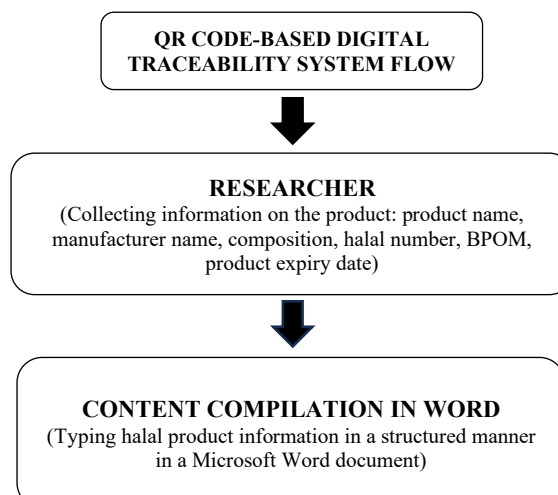 QR CODE-BASED DIGITAL
TRACEABILITY SYSTEM FLOW
RESEARCHER
(Collecting information on the product: product name,
manufacturer name, composition, halal number, BPOM,
product expiry date)
CONTENT COMPILATION IN WORD
(Typing halal product information in a structured manner
in a Microsoft Word document)